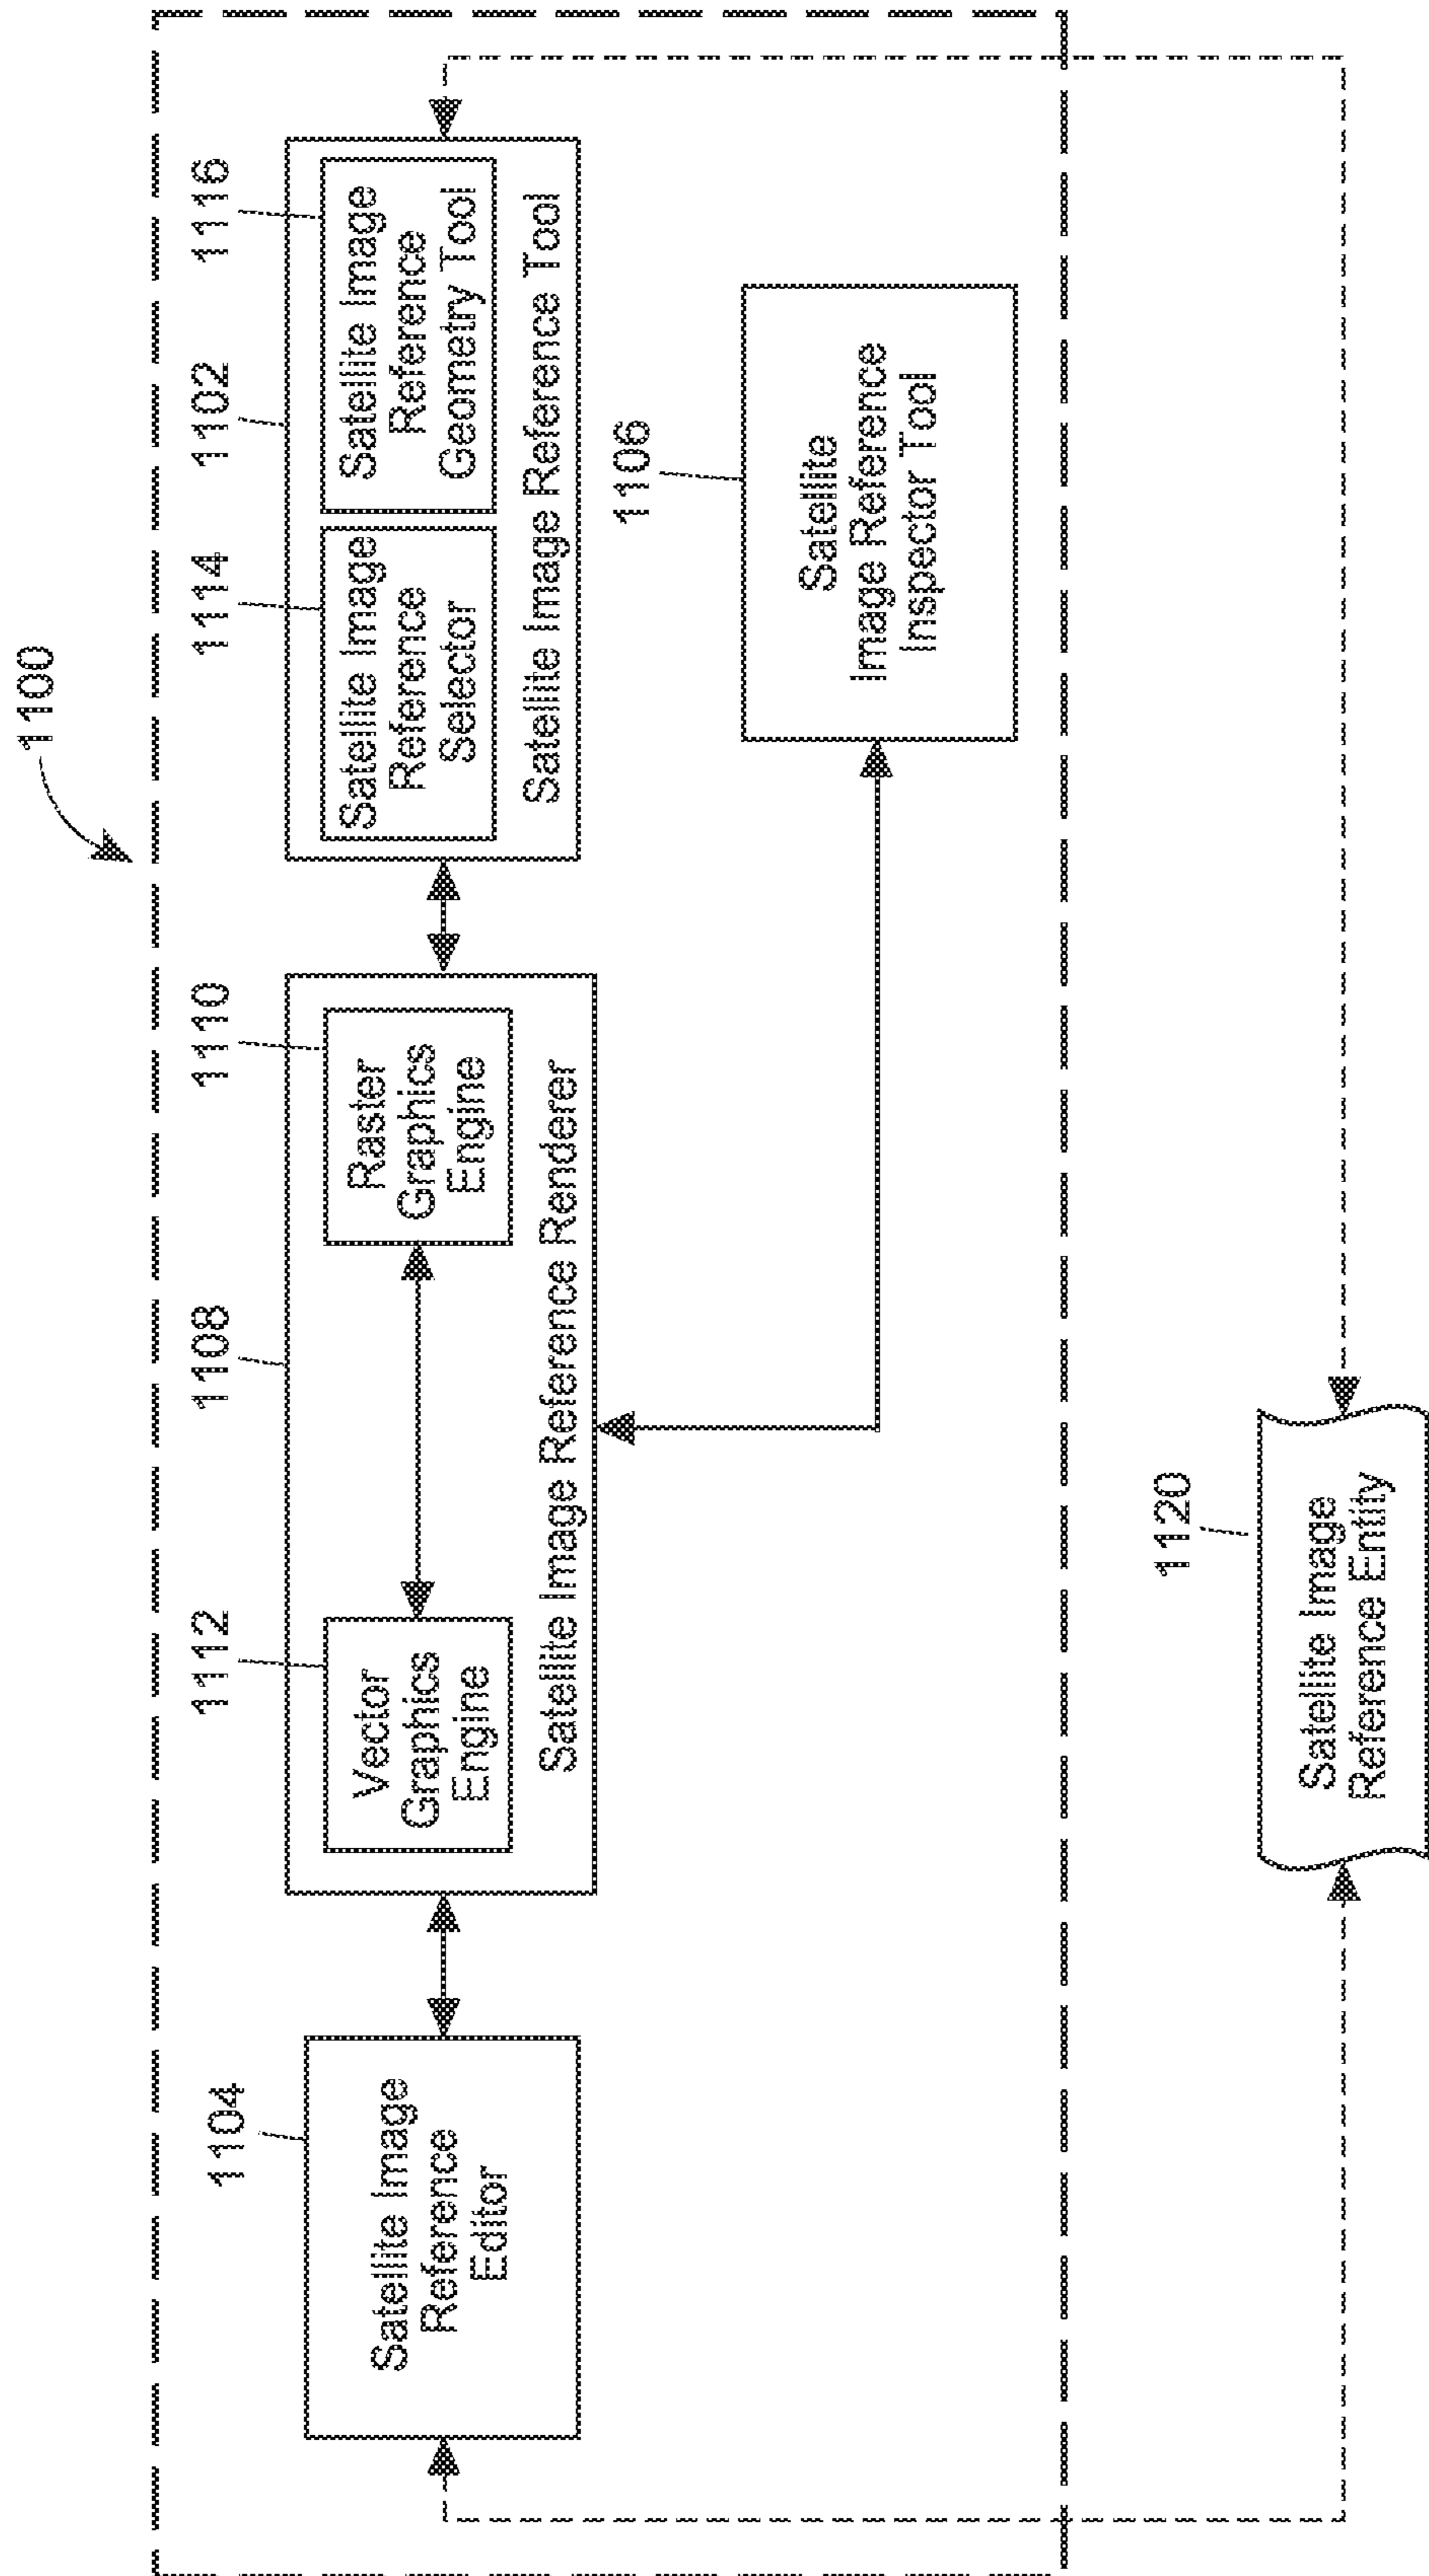 1100
1104
Satellite Image
Reference
Editor
1112
Vector
Graphics
Engine
1108
1110
Raster
Graphics
Engine
Satellite Image Reference Renderer
1114
Satellite Image
Reference
Selector
1102
1116
Satellite Image
Reference
Geometry Tool
Satellite Image Reference Tool
1106
Satellite
Image Reference
Inspector Tool
1120
Satellite Image
Reference Entity